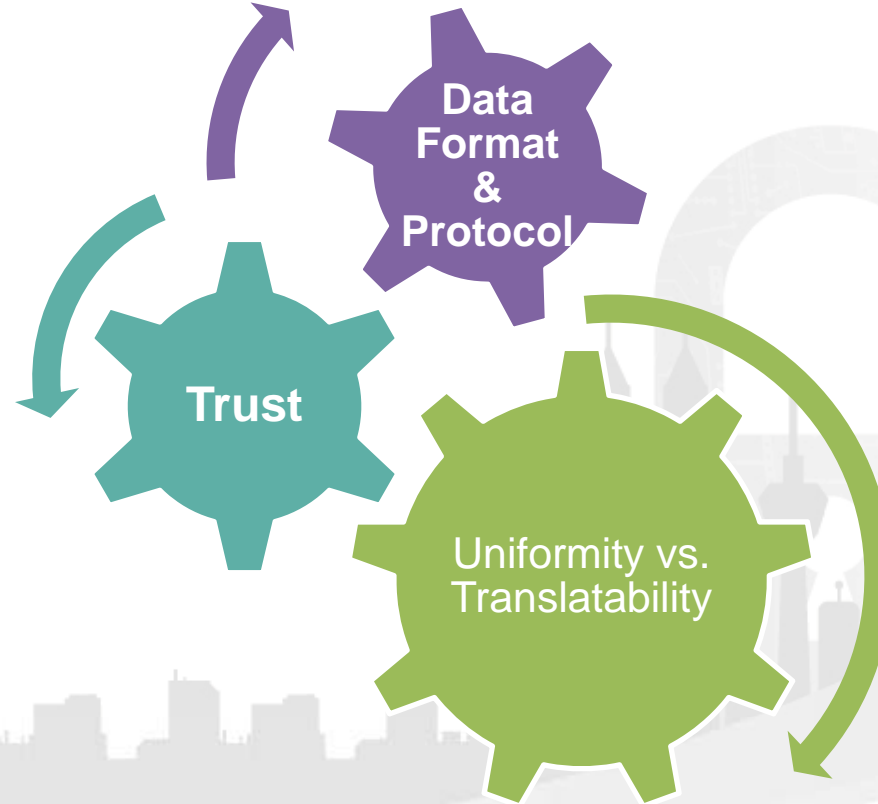 Data
Format
&
Protocol
Trust
Uniformity vs.
Translatability